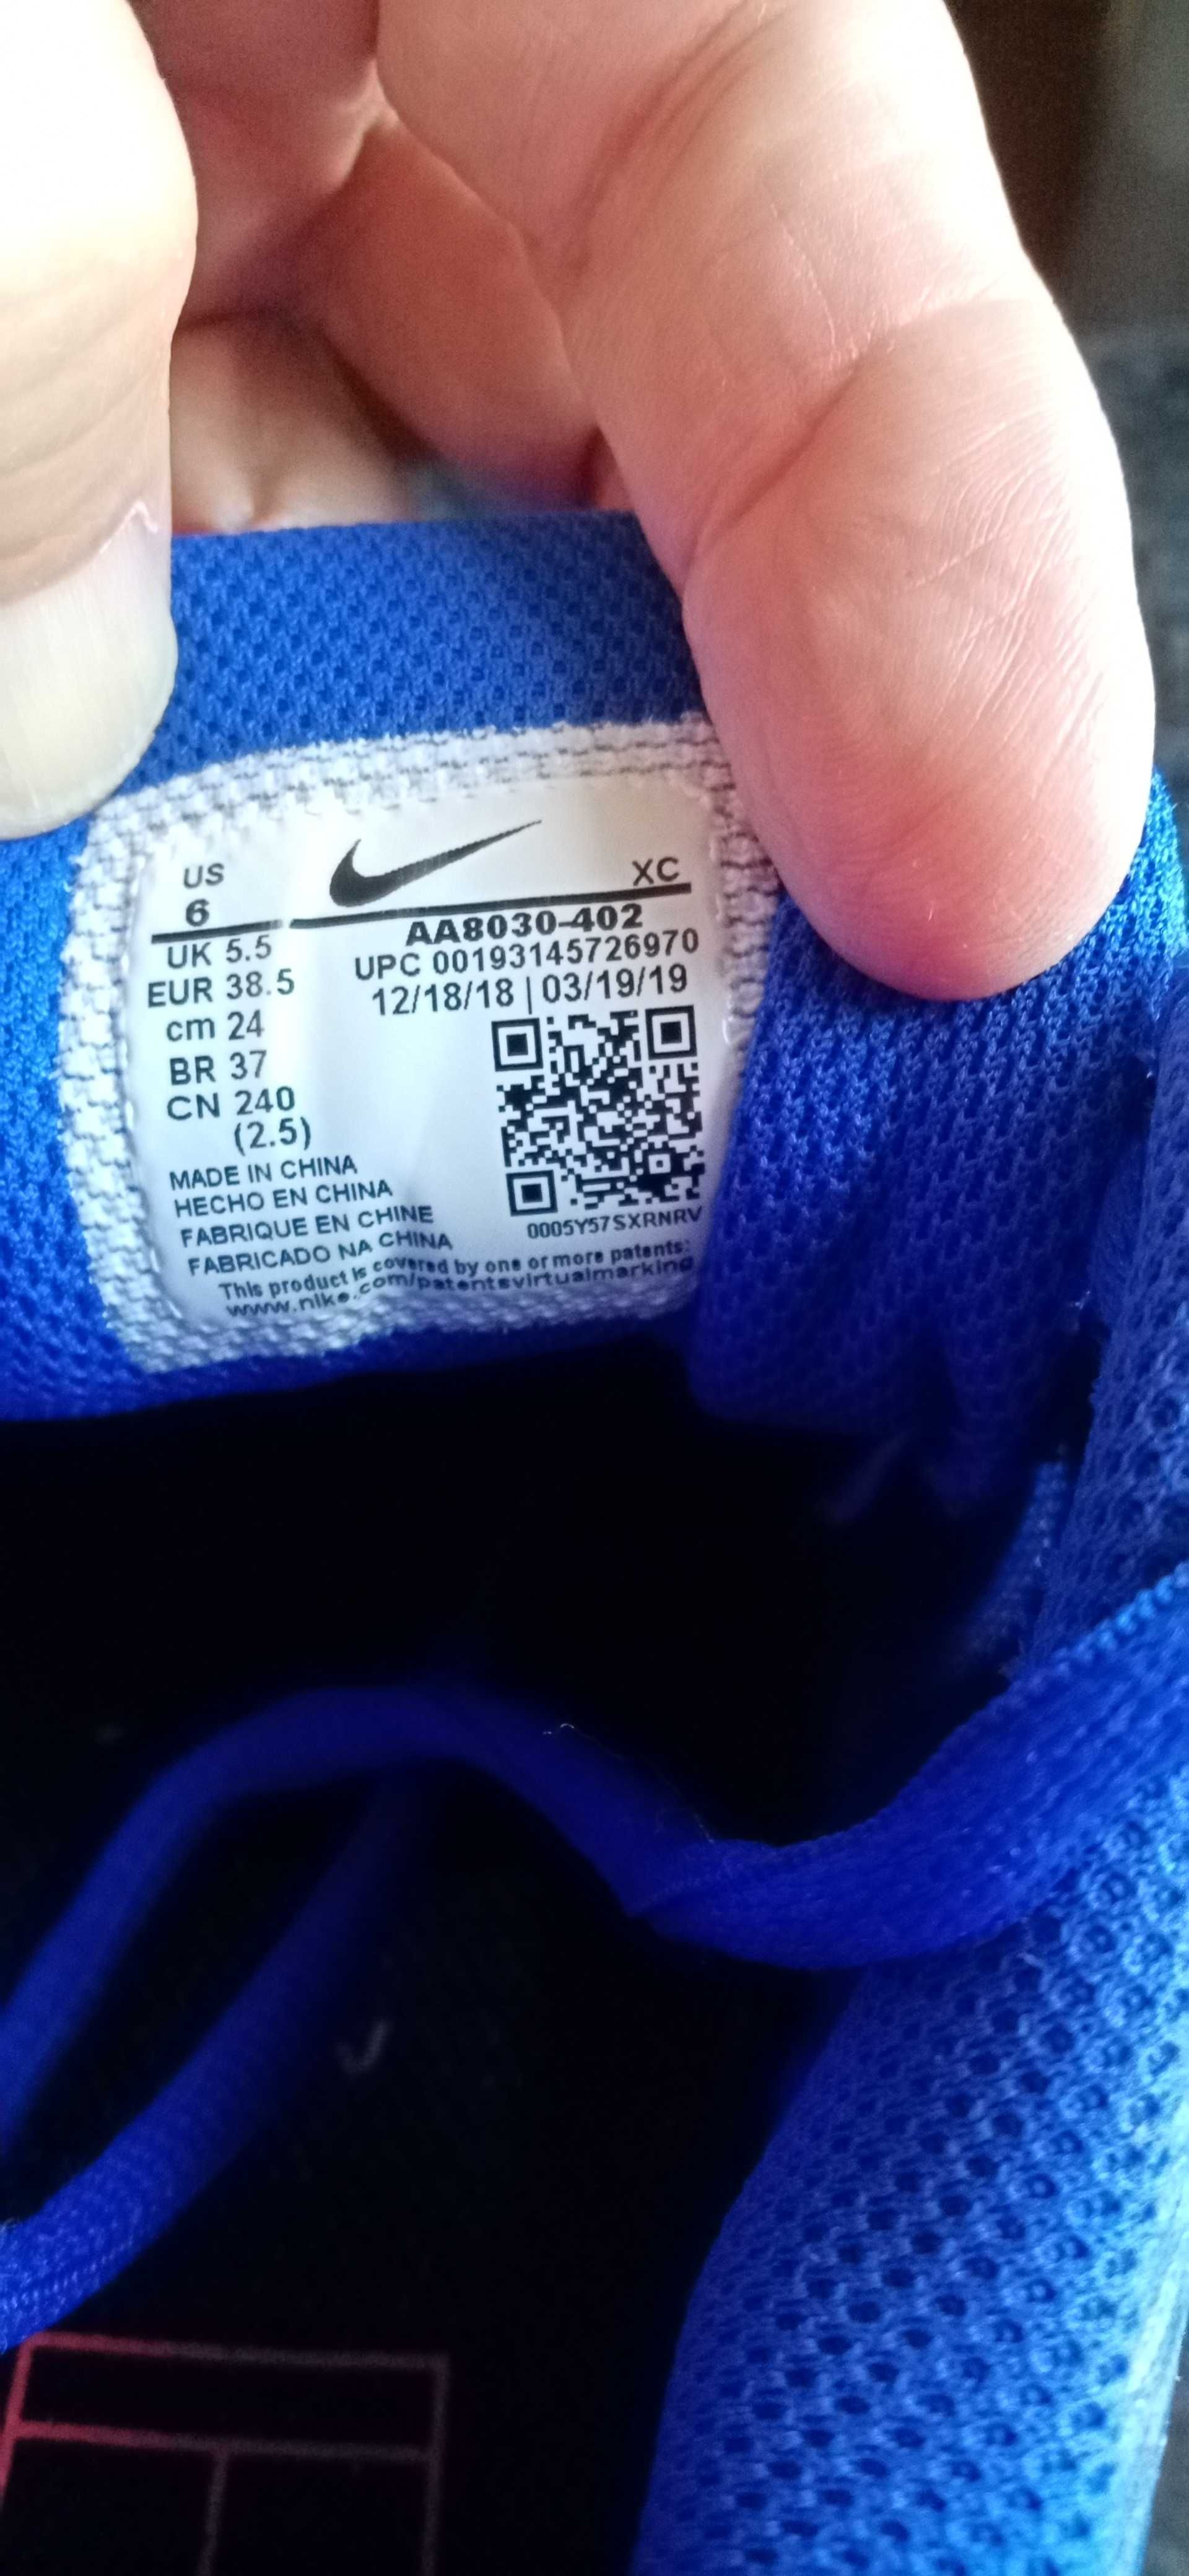 US
6
UK 5.5
EUR 38.5
cm 24
BR 37
CN 240
(2.5)
XC
AA8030-402
UPC 00193145726970
12/18/18 | 03/19/19
0005Y57SXRNRV
MADE IN CHINA
HECHO EN CHINA
FABRIQUE EN CHINE
FABRICADO NA CHINA
This product is covered by one or more patents:
www.nike.com/patentsvirtualmarking